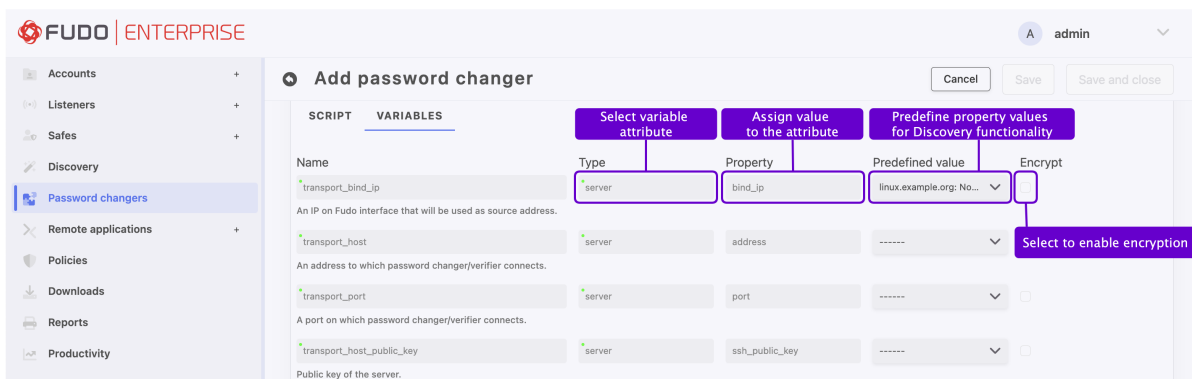 FUDO | ENTERPRISE
A admin
Accounts +
Listeners +
Safes +
Discovery
Password changers
Remote applications +
Policies
Downloads
Reports
Productivity
Add password changer
Cancel Save Save and close
SCRIPT VARIABLES
Select variable
attribute
Assign value
to the attribute
Predefine property values
for Discovery functionality
Name Type Property Predefined value Encrypt
transport_bind_ip server bind_ip linux.example.org: No...
An IP on Fudo interface that will be used as source address.
Select to enable encryption
transport_host server address ------
An address to which password changer/verifier connects.
transport_port server port ------
A port on which password changer/verifier connects.
transport_host_public_key server ssh_public_key ------
Public key of the server.